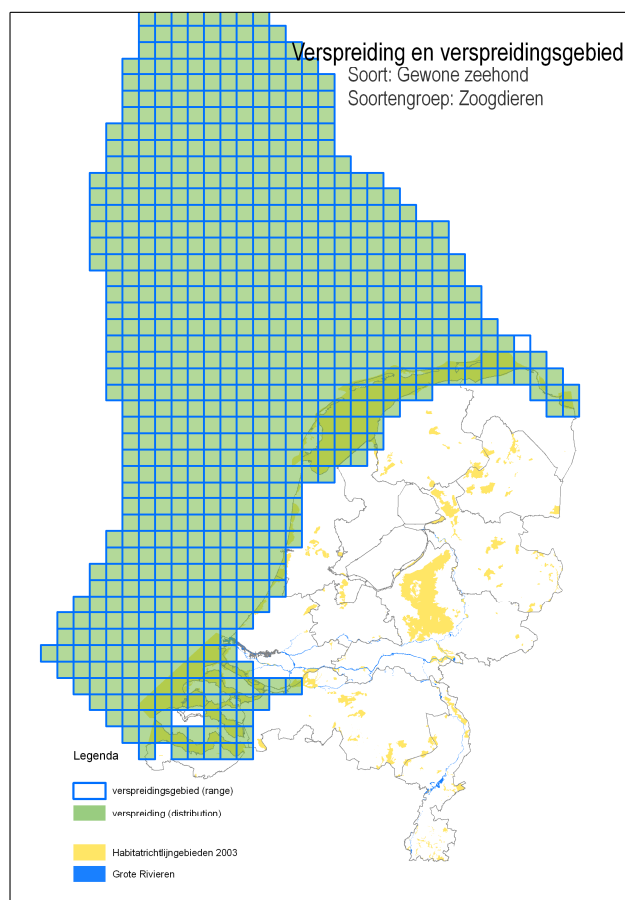 Verspreiding en verspreidingsgebied
Soort: Gewone zeehond
Soortengroep: Zoogdieren
Legenda
verspreidingsgebied (range)
verspreiding (distribution)
Habitatrichtlijngebieden 2003
Grote Rivieren